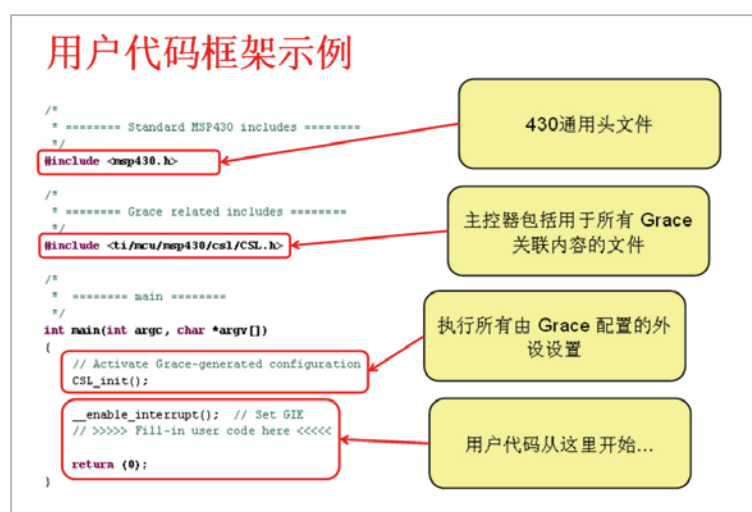 用户代码框架示例
/*
 * ======== Standard MSP430 includes ========
 */
#include <msp430.h>
430通用头文件
/*
 * ======== Grace related includes ========
 */
#include <ti/mcu/msp430/csl/CSL.h>
主控器包括用于所有 Grace
关联内容的文件
/*
 *  ======== main ========
 */
int main(int argc, char *argv[])
{
    // Activate Grace-generated configuration
    CSL_init();
执行所有由 Grace 配置的外
设设置
    __enable_interrupt();  // Set GIE
    // >>>>> Fill-in user code here <<<<<
    return (0);
}
用户代码从这里开始...